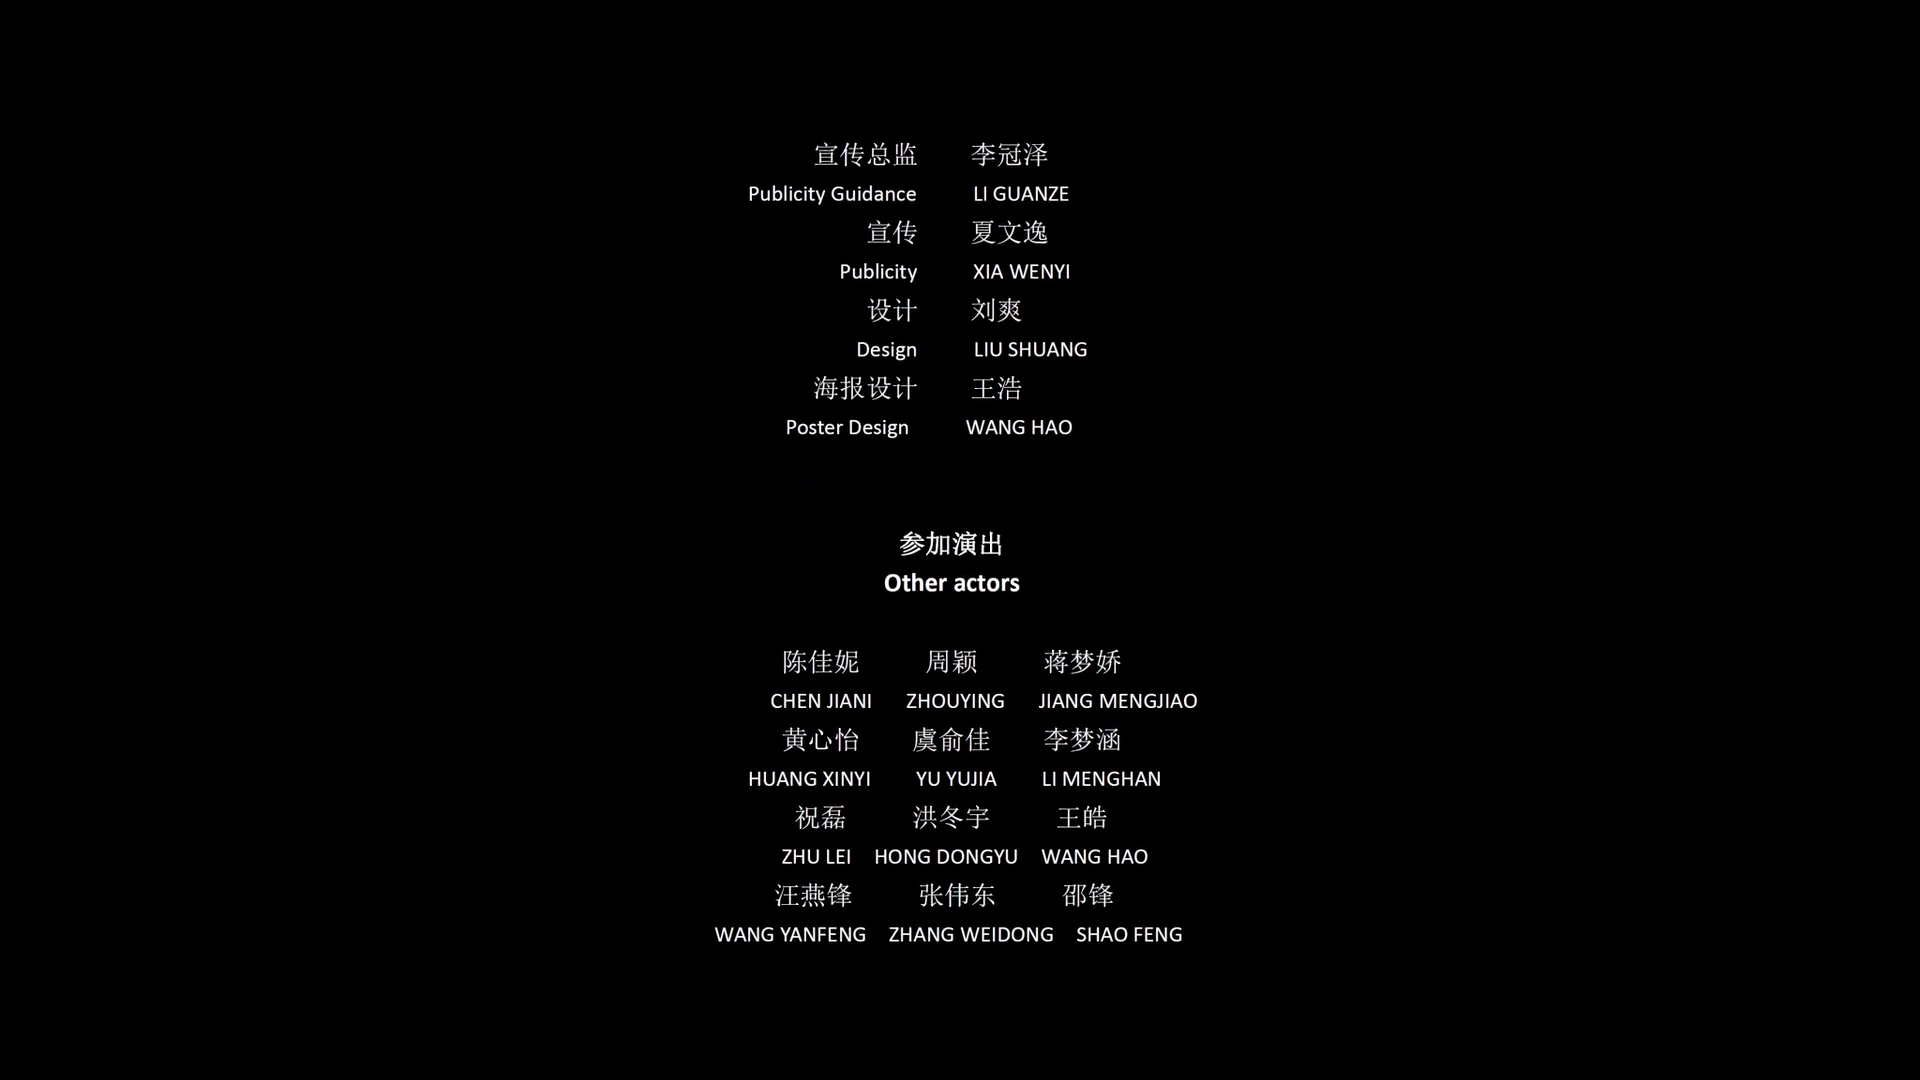 宣传总监 李冠泽
Publicity Guidance LI GUANZE
宣传 夏文逸
Publicity XIA WENYI
设计 刘爽
Design LIU SHUANG
海报设计 王浩
Poster Design WANG HAO
参加演出
Other actors
陈佳妮 周颖 蒋梦娇
CHEN JIANI ZHOUYING JIANG MENGJIAO
黄心怡 虞俞佳 李梦涵
HUANG XINYI YU YUJIA LI MENGHAN
祝磊 洪冬宇 王皓
ZHU LEI HONG DONGYU WANG HAO
汪燕锋 张伟东 邵锋
WANG YANFENG ZHANG WEIDONG SHAO FENG